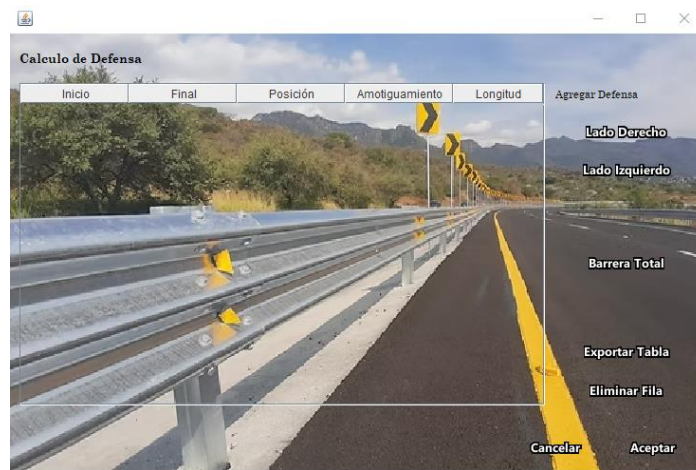 Calculo de Defensa
Inicio Final Posición Amotiguamiento Longitud
Agregar Defensa
Lado Derecho
Lado Izquierdo
Barrera Total
Exportar Tabla
Eliminar Fila
Cancelar Aceptar